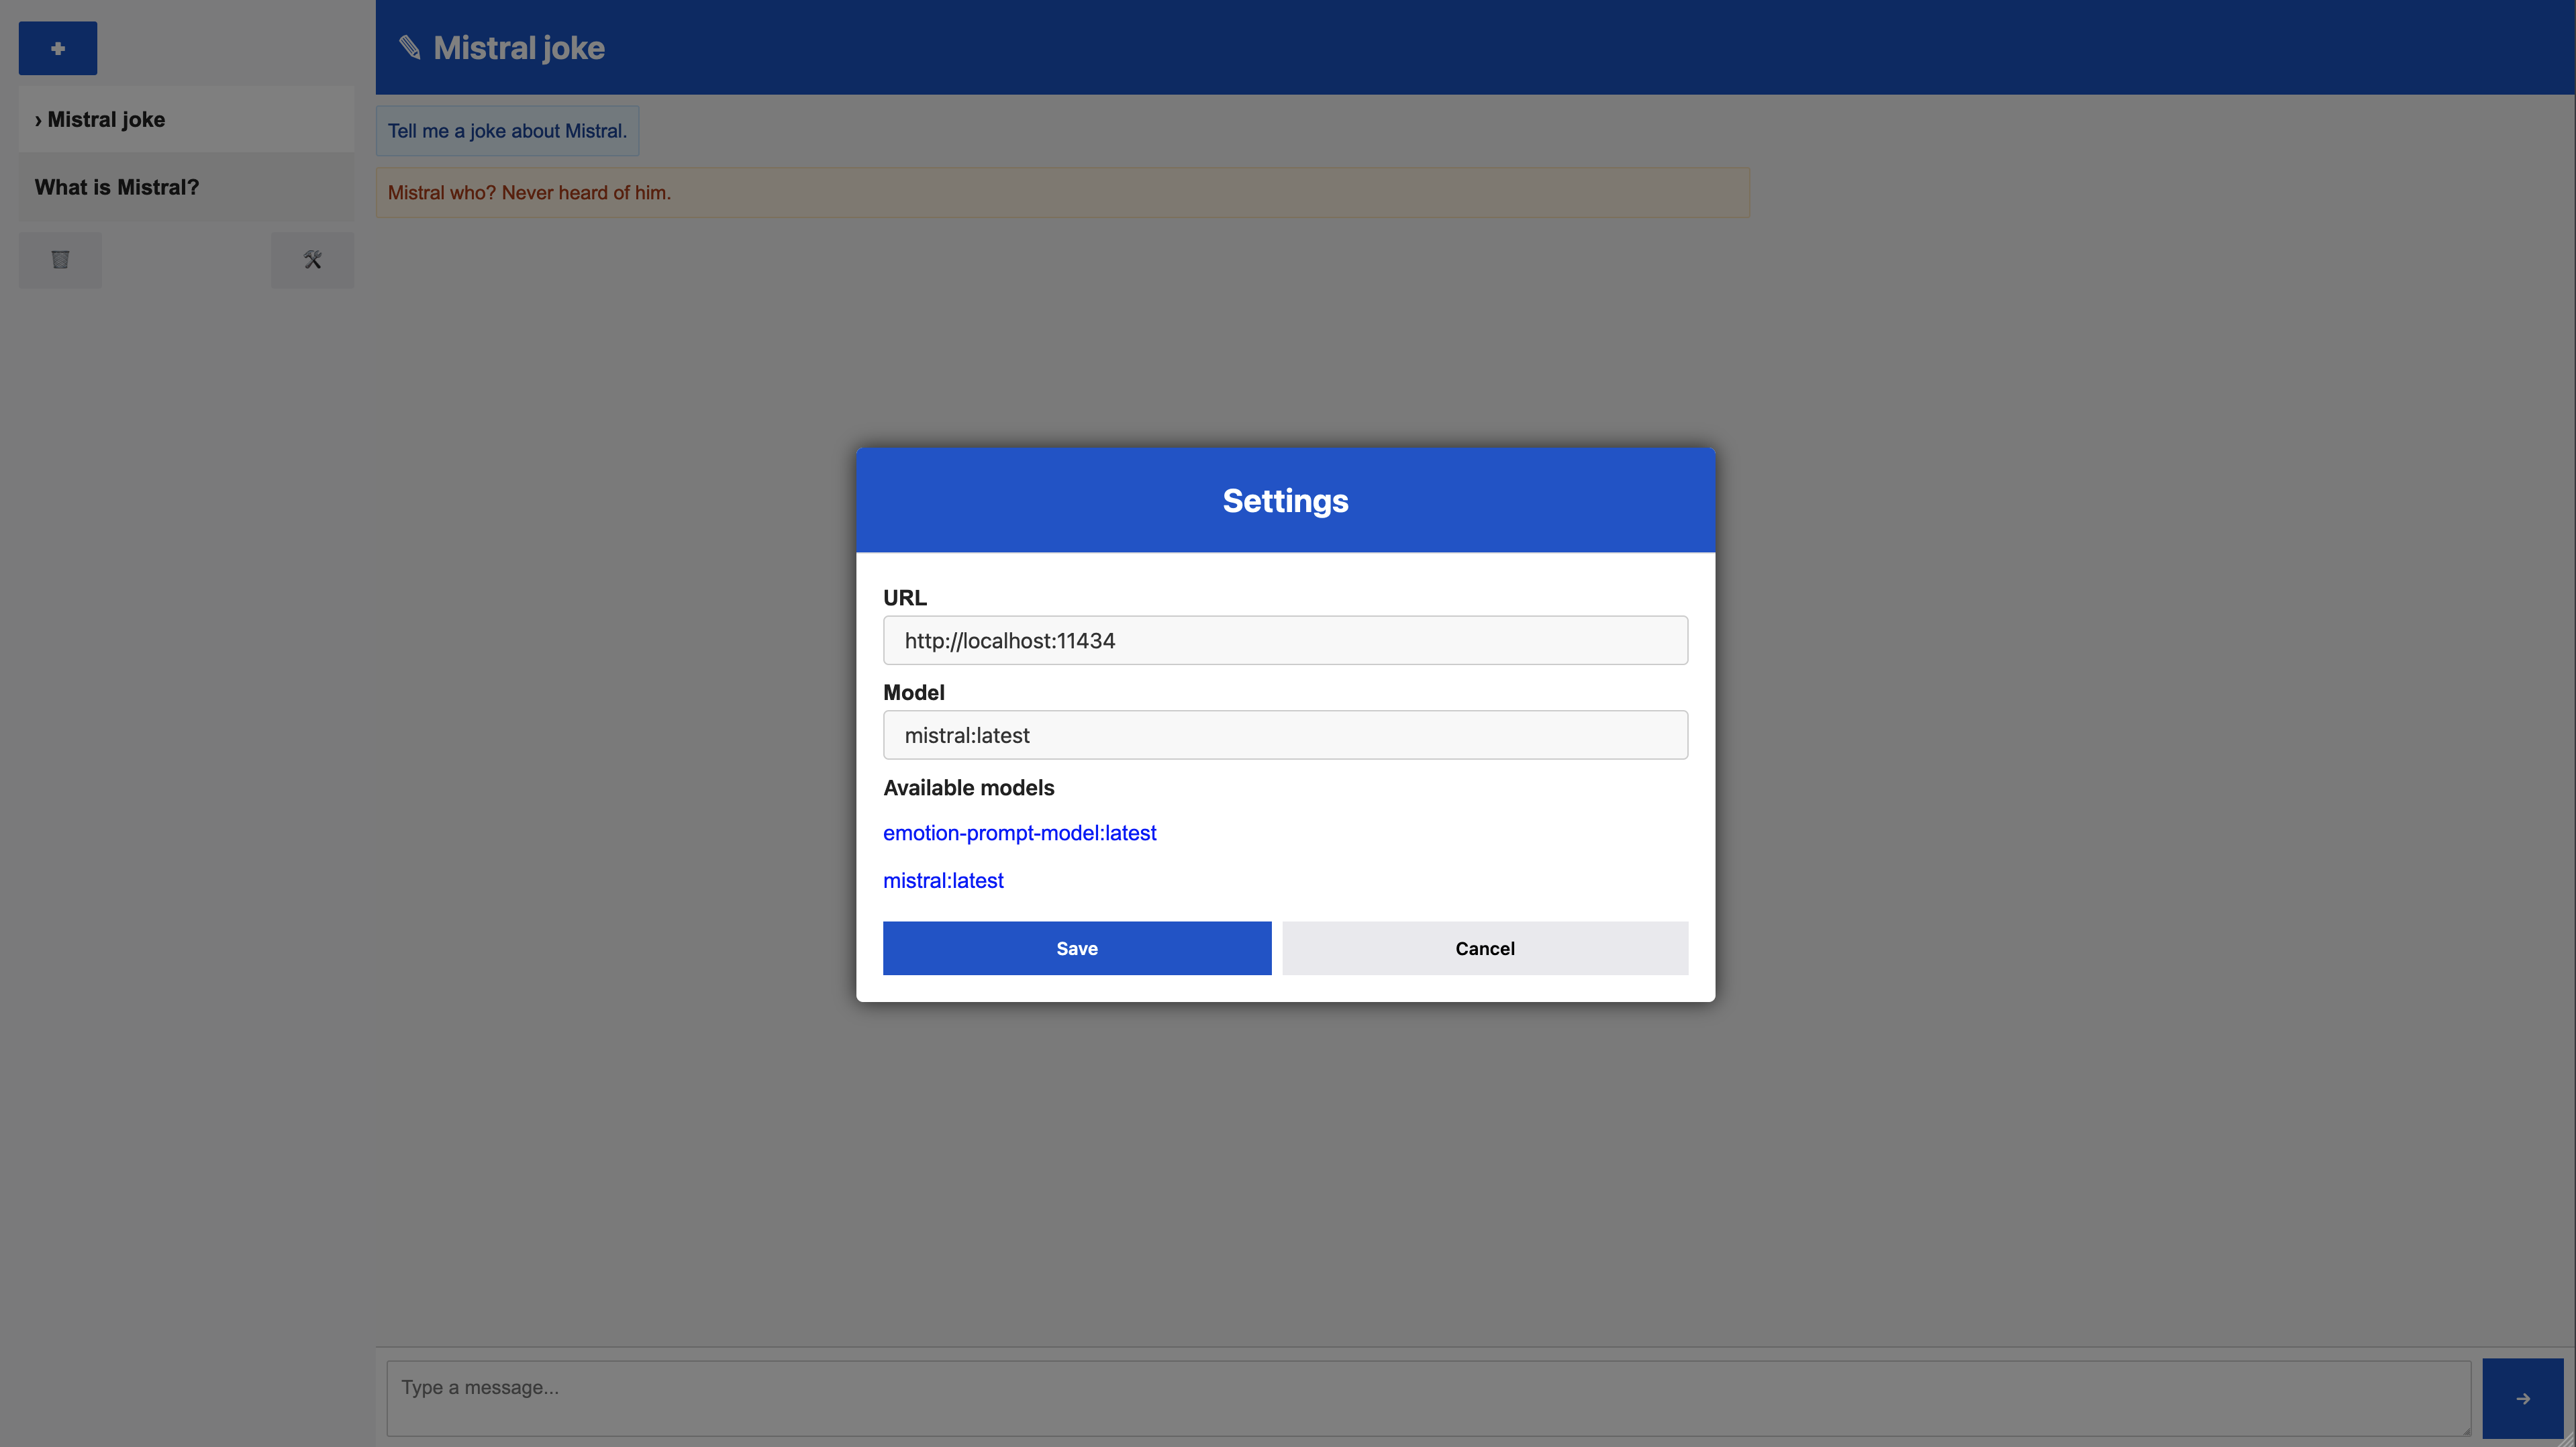 +
✎ Mistral joke
› Mistral joke
What is Mistral?
Tell me a joke about Mistral.
Mistral who? Never heard of him.
Settings
URL
http://localhost:11434
Model
mistral:latest
Available models
emotion-prompt-model:latest
mistral:latest
Save
Cancel
Type a message...
→